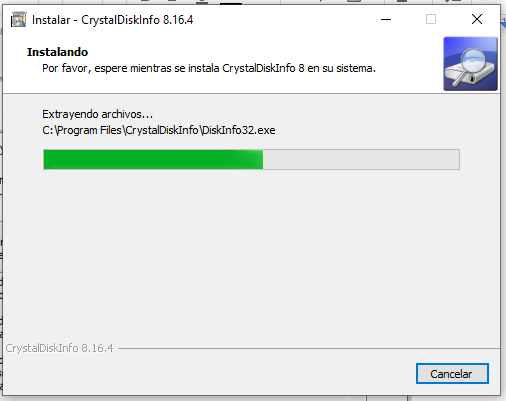 Instalar - CrystalDiskInfo 8.16.4
Instalando
Por favor, espere mientras se instala CrystalDiskInfo 8 en su sistema.
Extrayendo archivos...
C:\Program Files\CrystalDiskInfo\DiskInfo32.exe
CrystalDiskInfo 8.16.4
Cancelar